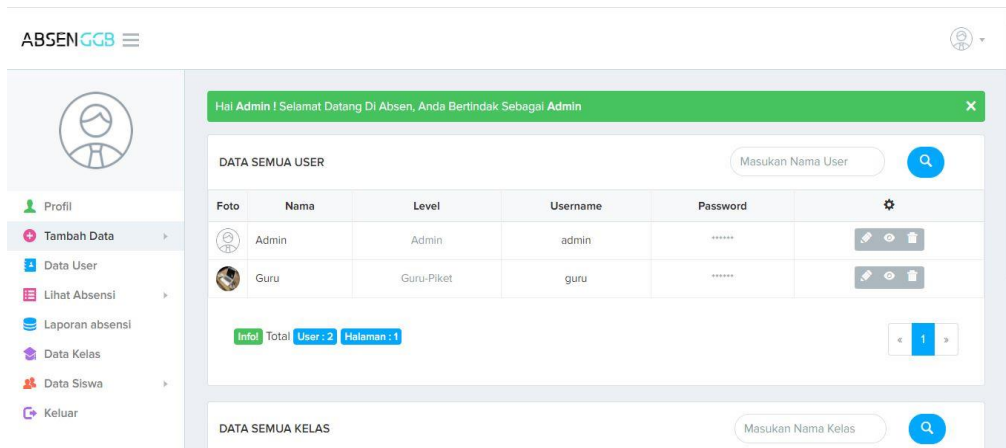 ABSENGGB
Hai Admin ! Selamat Datang Di Absen, Anda Bertindak Sebagai Admin ×
Profil
Tambah Data
Data User
Lihat Absensi
Laporan absensi
Data Kelas
Data Siswa
Keluar
DATA SEMUA USER Masukan Nama User
Foto Nama Level Username Password
Admin Admin admin ******
Guru Guru-Piket guru ******
Info! Total User : 2 Halaman : 1 « 1 »
DATA SEMUA KELAS Masukan Nama Kelas